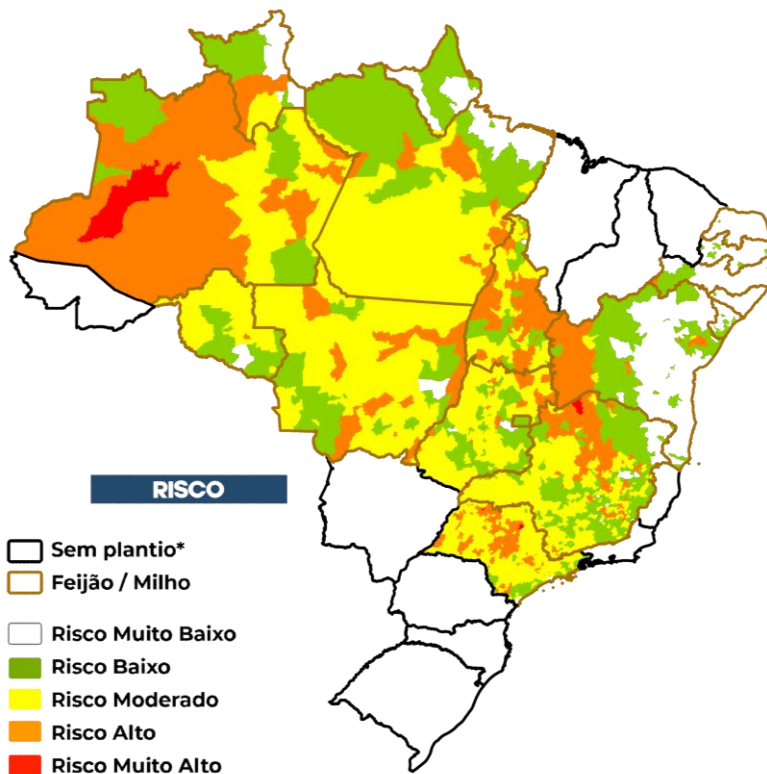 RISCO
Sem plantio*
Feijão / Milho
Risco Muito Baixo
Risco Baixo
Risco Moderado
Risco Alto
Risco Muito Alto